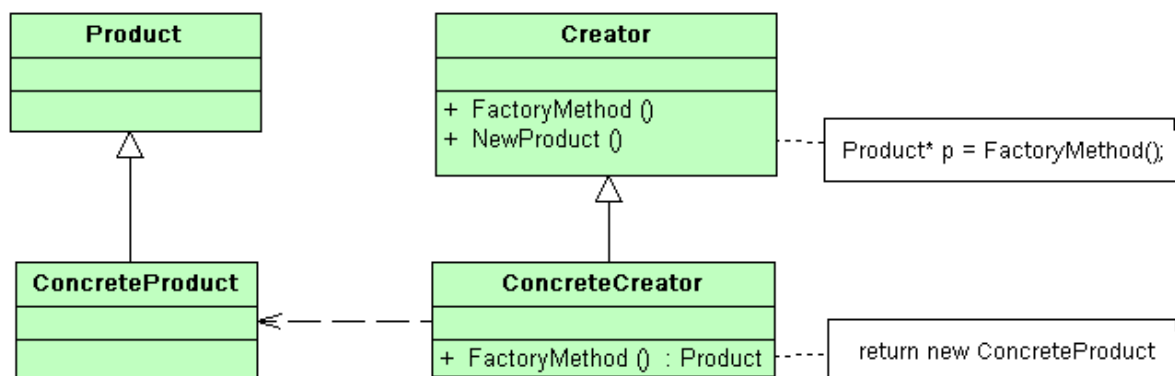 Product
Creator
+ FactoryMethod ()
+ NewProduct ()
Product* p = FactoryMethod();
ConcreteProduct
ConcreteCreator
+ FactoryMethod () : Product
return new ConcreteProduct